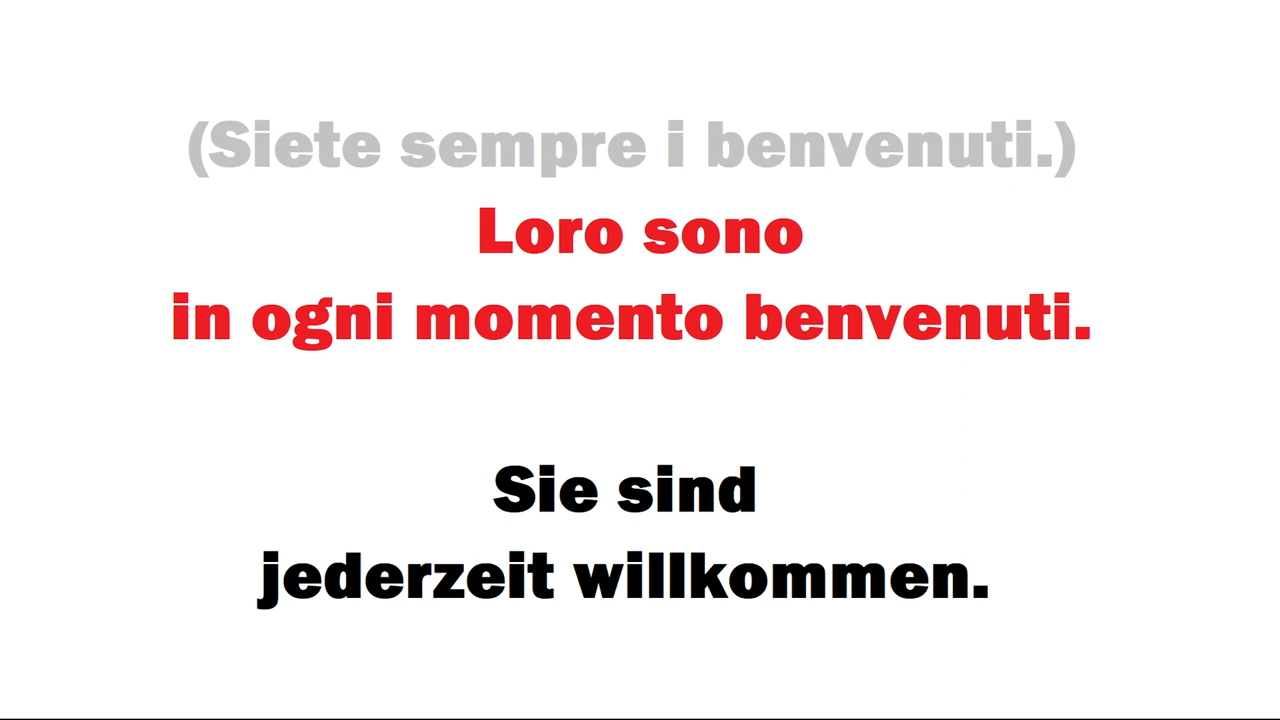 (Siete sempre i benvenuti.)
Loro sono
in ogni momento benvenuti.
Sie sind
jederzeit willkommen.